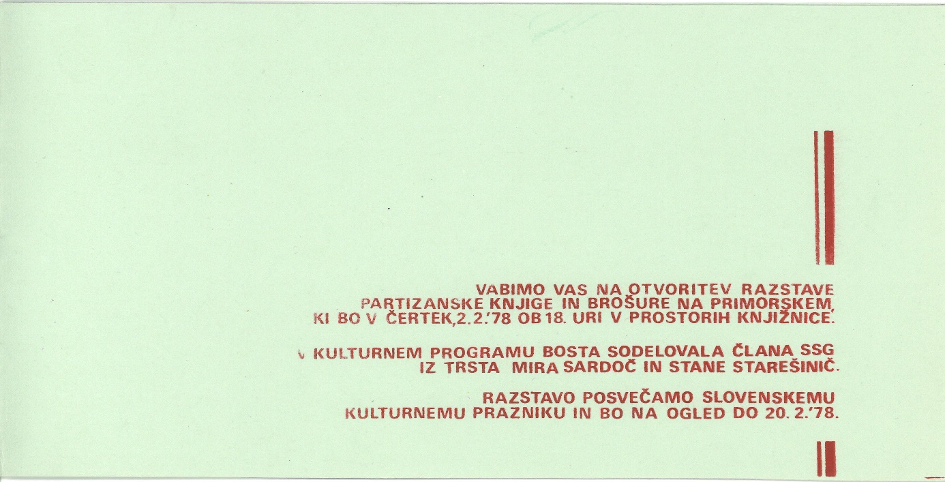 VABIMO VAS NA OTVORITEV RAZSTAVE
PARTIZANSKE KNJIGE IN BROŠURE NA PRIMORSKEM,
KI BO V ČERTEK,2.2.'78 OB 18. URI V PROSTORIH KNJIŽNICE.
V KULTURNEM PROGRAMU BOSTA SODELOVALA ČLANA SSG
IZ TRSTA MIRA SARDOČ IN STANE STAREŠINIČ.
RAZSTAVO POSVEČAMO SLOVENSKEMU
KULTURNEMU PRAZNIKU IN BO NA OGLED DO 20.2.'78.